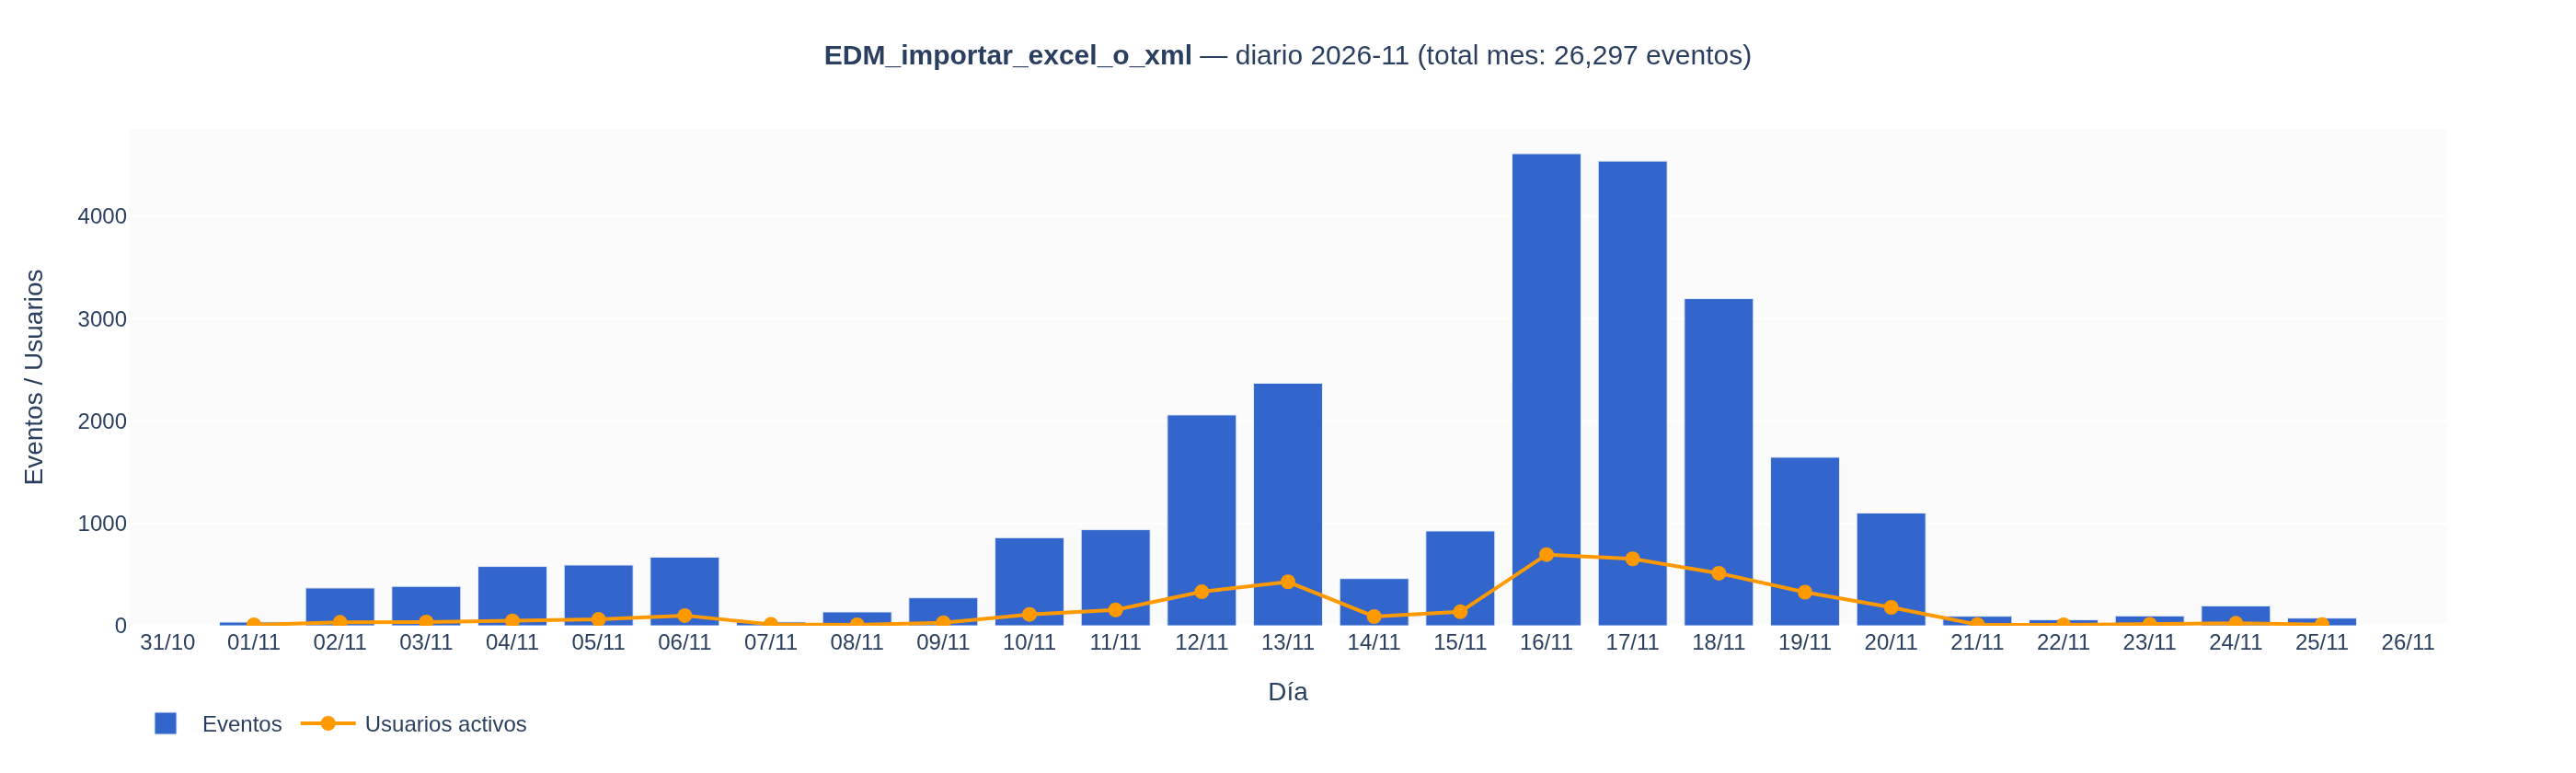 EDM_importar_excel_o_xml — diario 2026-11 (total mes: 26,297 eventos)
Eventos / Usuarios
4000
3000
2000
1000
0
31/10 01/11 02/11 03/11 04/11 05/11 06/11 07/11 08/11 09/11 10/11 11/11 12/11 13/11 14/11 15/11 16/11 17/11 18/11 19/11 20/11 21/11 22/11 23/11 24/11 25/11 26/11
Día
Eventos Usuarios activos